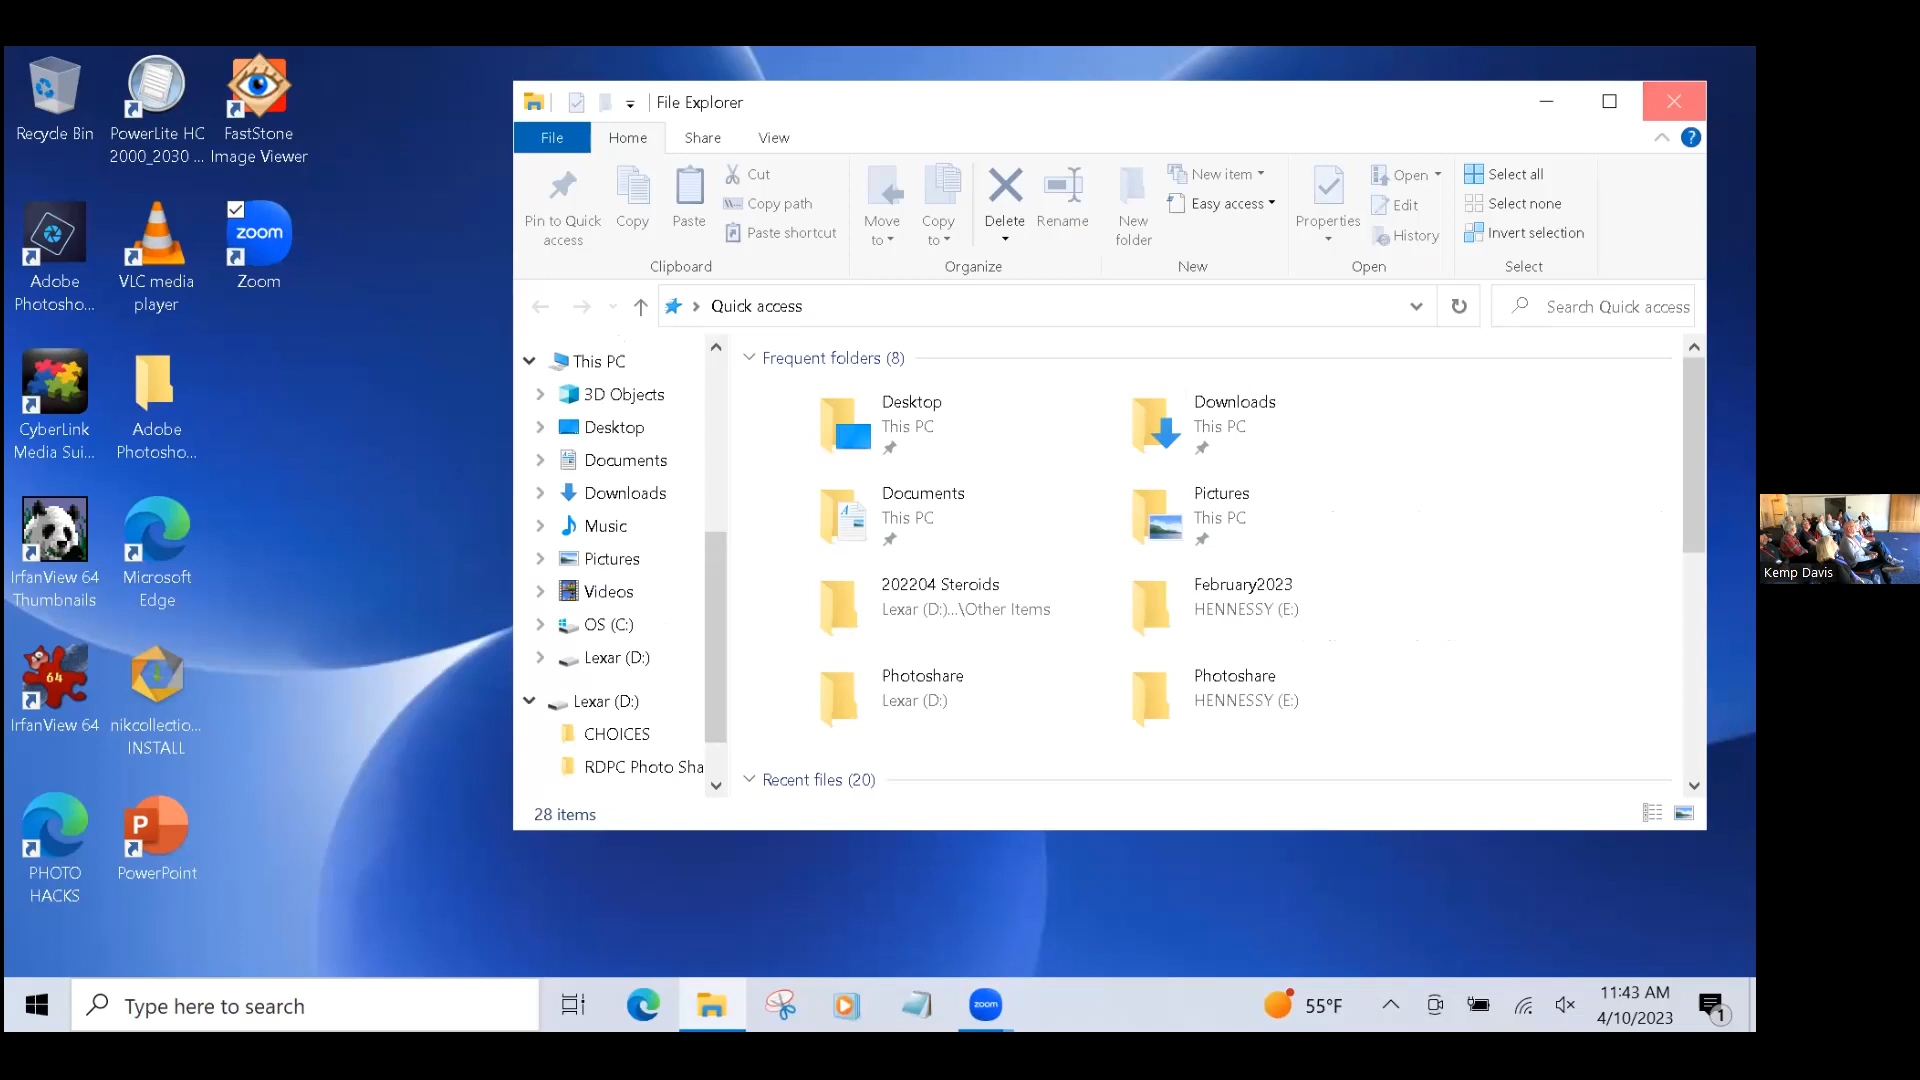 Recycle Bin
PowerLite HC
2000_2030 ...
FastStone
Image Viewer
Adobe
Photosho...
VLC media
player
zoom
Zoom
CyberLink
Media Sui...
Adobe
Photosho...
IrfanView 64
Thumbnails
Microsoft
Edge
64
IrfanView 64
nikcollectio...
INSTALL
PHOTO
HACKS
P
PowerPoint
File Explorer
File
Home
Share
View
?
Pin to Quick
access
Copy
Paste
Cut
Copy path
Paste shortcut
Clipboard
Move
to
Copy
to
Delete
Rename
Organize
New
folder
New item
Easy access
New
Properties
Open
Edit
History
Open
Select all
Select none
Invert selection
Select
Quick access
Search Quick access
This PC
3D Objects
Desktop
Documents
Downloads
Music
Pictures
Videos
OS (C:)
Lexar (D:)
Lexar (D:)
CHOICES
RDPC Photo Sha
Frequent folders (8)
Desktop
This PC
Downloads
This PC
Documents
This PC
Pictures
This PC
202204 Steroids
Lexar (D:)...\Other Items
February2023
HENNESSY (E:)
Photoshare
Lexar (D:)
Photoshare
HENNESSY (E:)
Recent files (20)
28 items
Kemp Davis
Type here to search
zoom
55°F
11:43 AM
4/10/2023
1